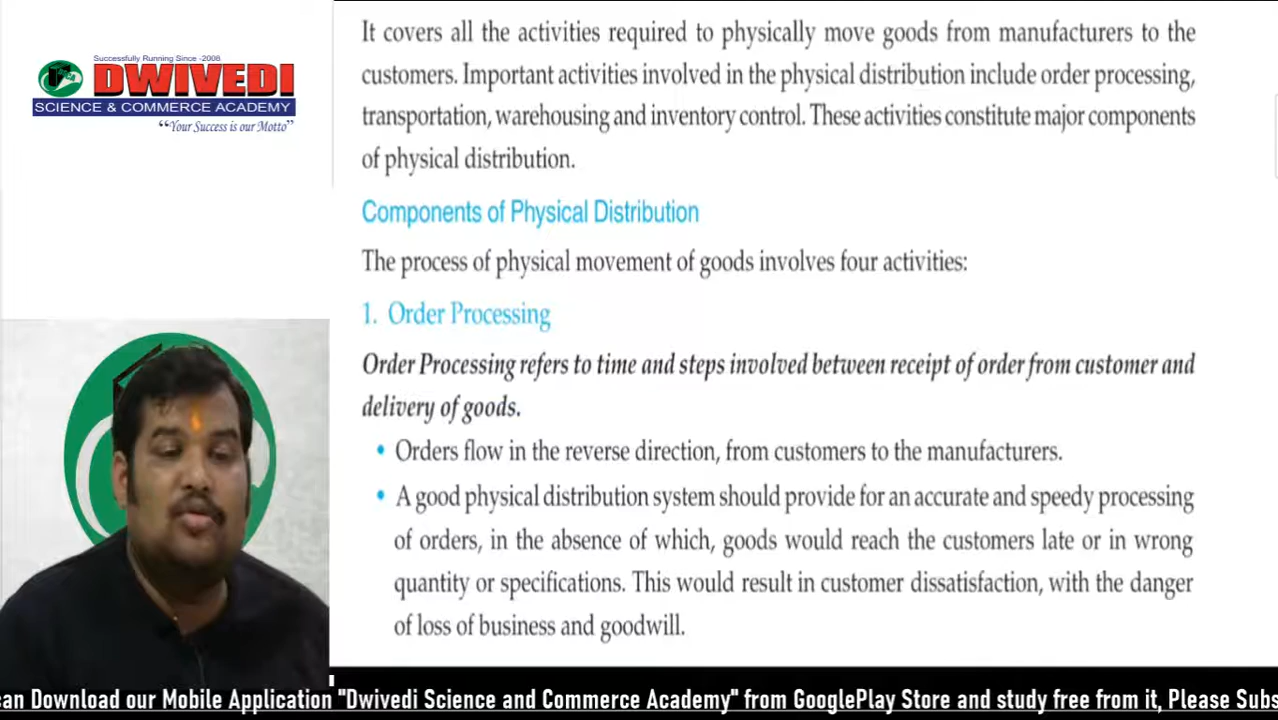 Successfully Running Since -2008
DWIVEDI
SCIENCE & COMMERCE ACADEMY
“Your Success is our Motto”
It covers all the activities required to physically move goods from manufacturers to the
customers. Important activities involved in the physical distribution include order processing,
transportation, warehousing and inventory control. These activities constitute major components
of physical distribution.
Components of Physical Distribution
The process of physical movement of goods involves four activities:
1. Order Processing
Order Processing refers to time and steps involved between receipt of order from customer and
delivery of goods.
• Orders flow in the reverse direction, from customers to the manufacturers.
• A good physical distribution system should provide for an accurate and speedy processing
of orders, in the absence of which, goods would reach the customers late or in wrong
quantity or specifications. This would result in customer dissatisfaction, with the danger
of loss of business and goodwill.
can Download our Mobile Application "Dwivedi Science and Commerce Academy" from GooglePlay Store and study free from it, Please Subs